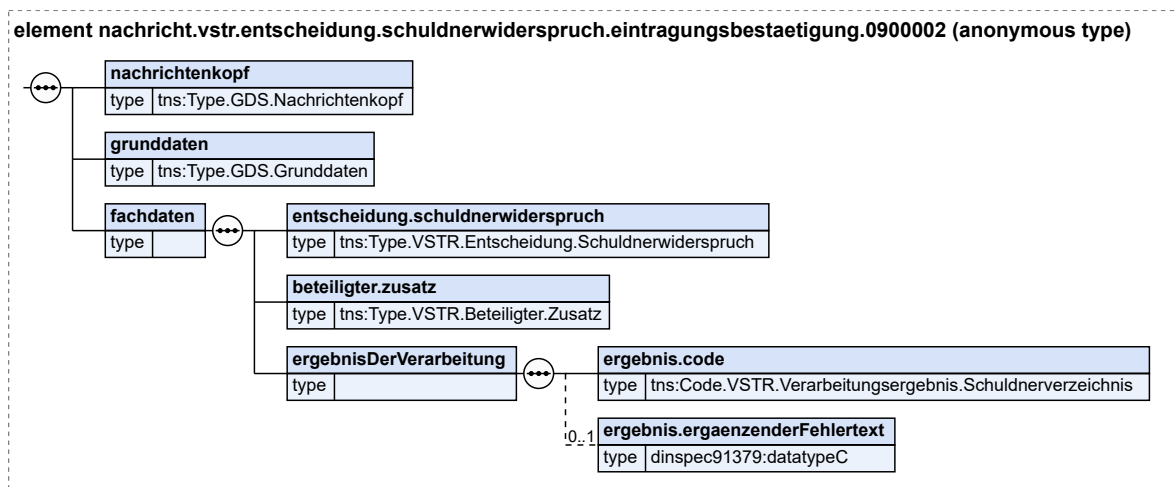 element nachricht.vstr.entscheidung.schuldnerwiderspruch.eintragungsbestaetigung.0900002 (anonymous type)
nachrichtenkopf
type tns:Type.GDS.Nachrichtenkopf
grunddaten
type tns:Type.GDS.Grunddaten
fachdaten
type
entscheidung.schuldnerwiderspruch
type tns:Type.VSTR.Entscheidung.Schuldnerwiderspruch
beteiligter.zusatz
type tns:Type.VSTR.Beteiligter.Zusatz
ergebnisDerVerarbeitung
type
ergebnis.code
type tns:Code.VSTR.Verarbeitungsergebnis.Schuldnerverzeichnis
0..1
ergebnis.ergaenzenderFehlertext
type dinspec91379:datatypeC